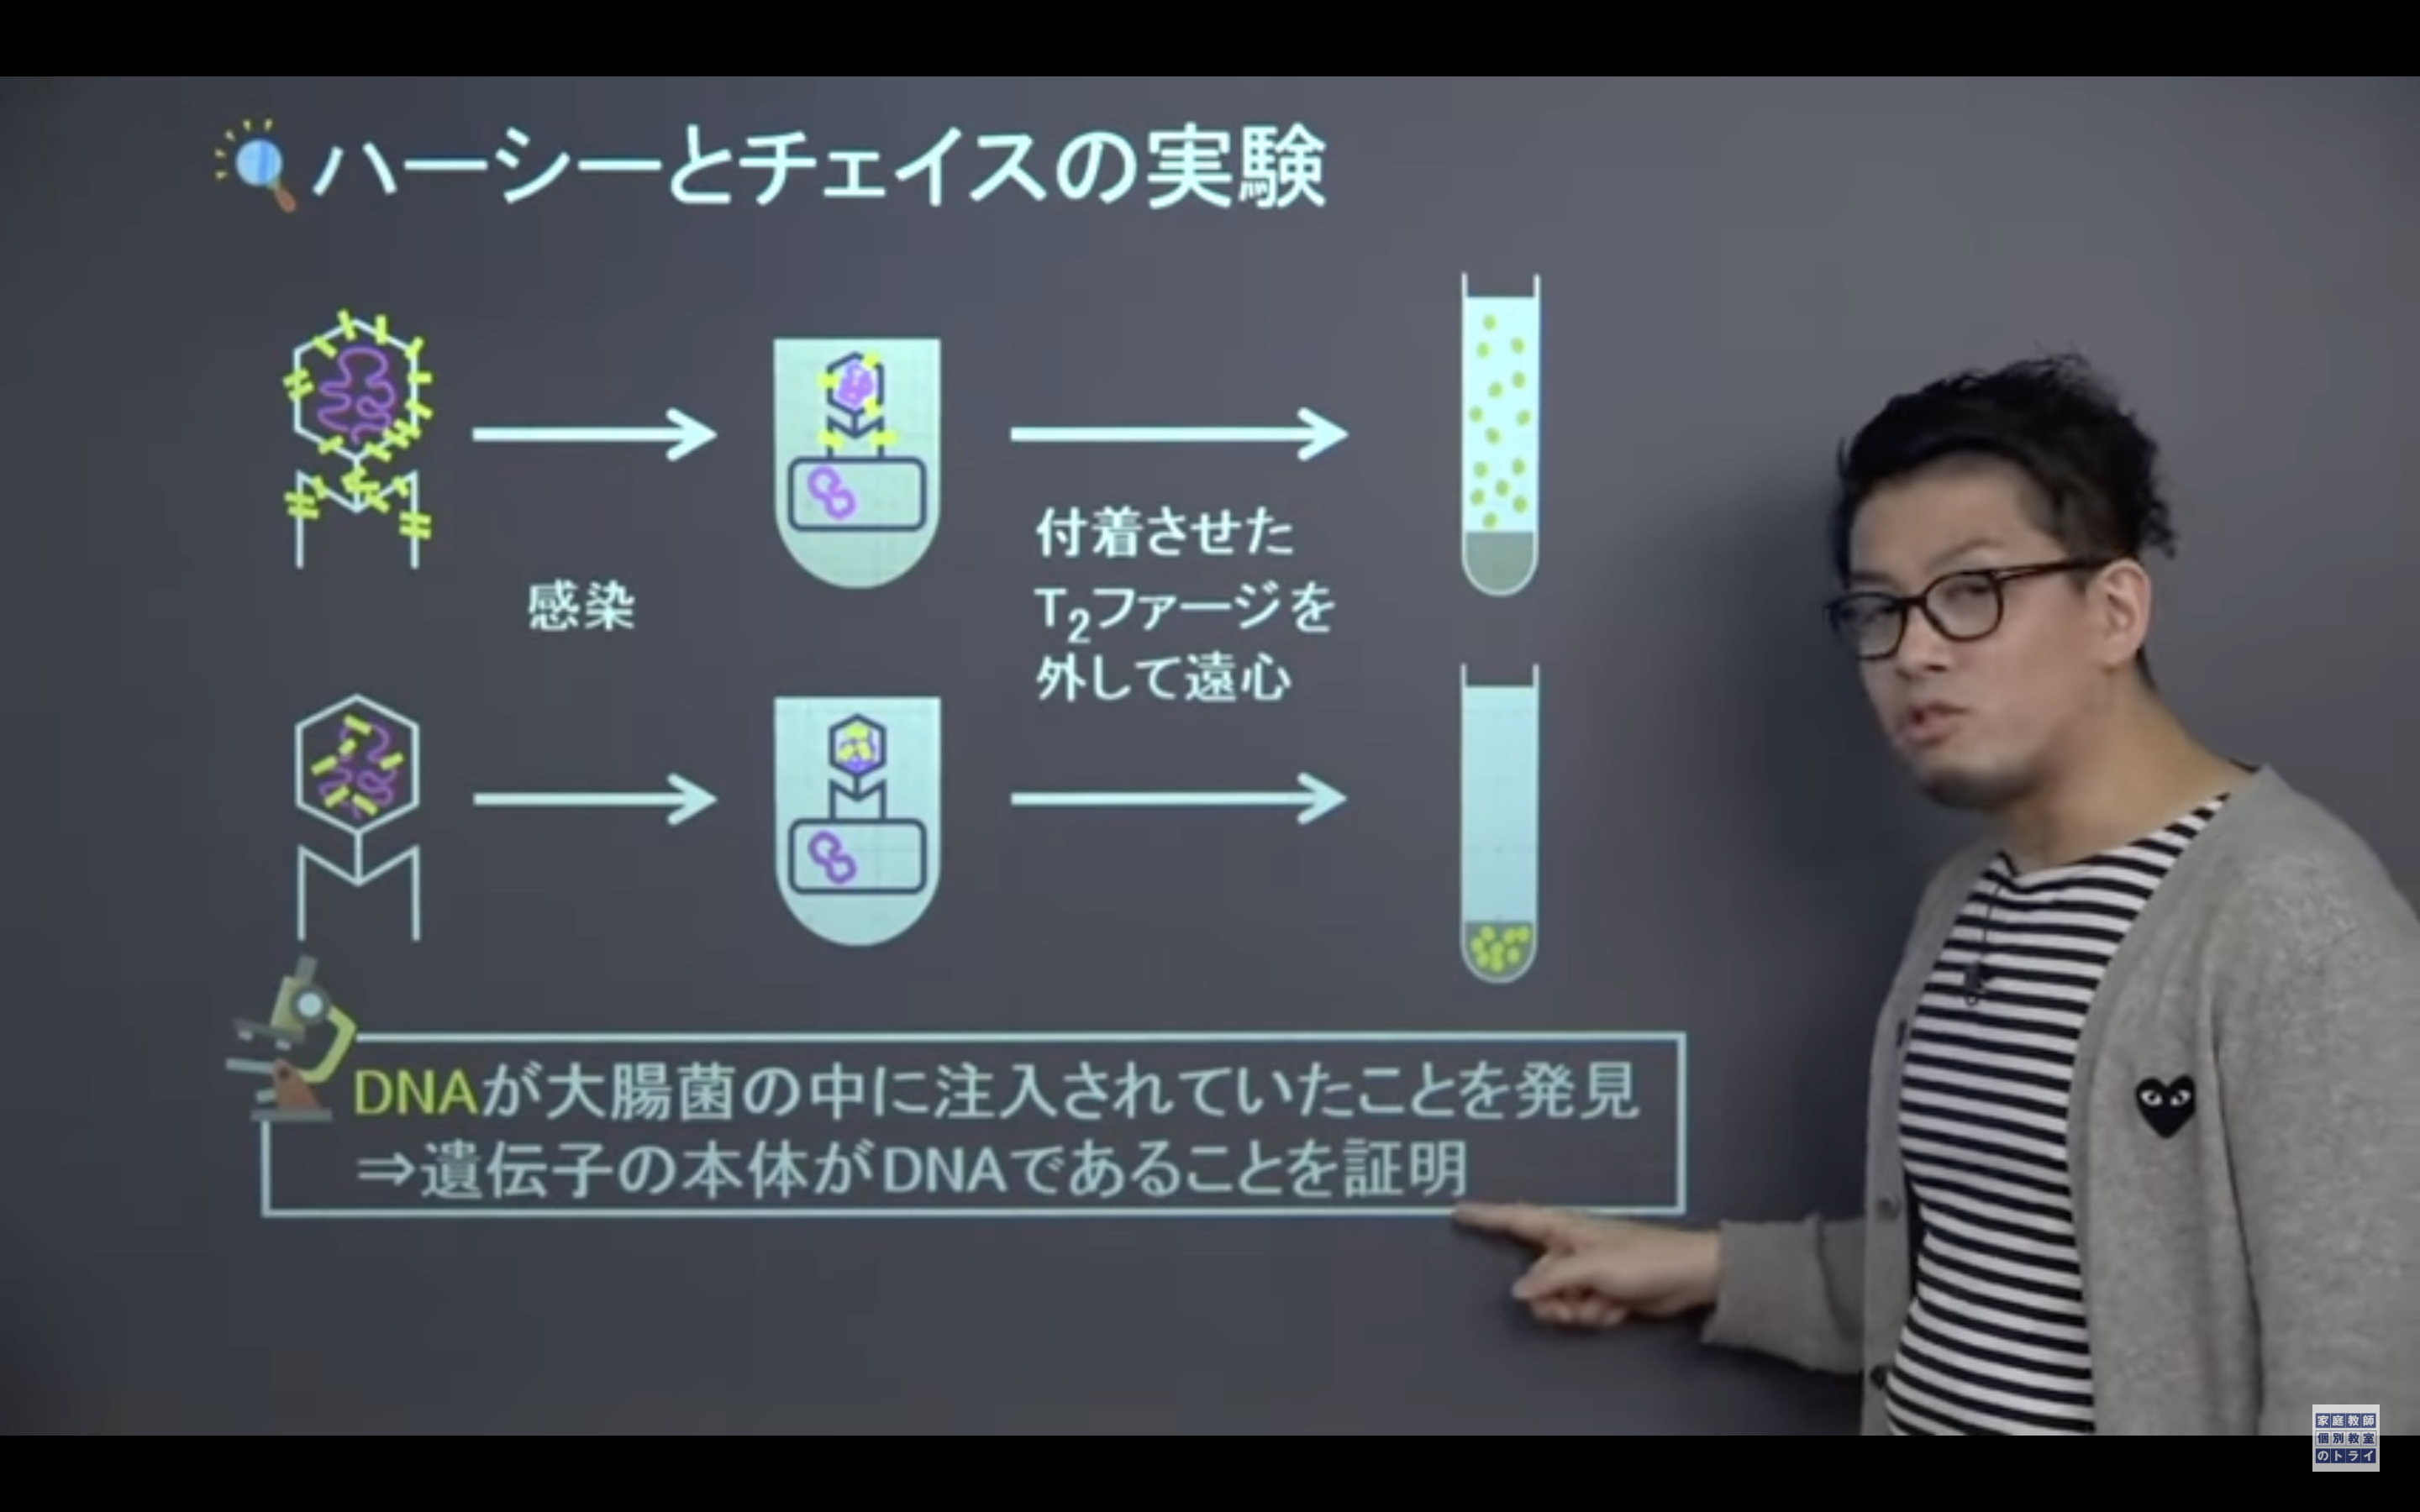 ハーシーとチェイスの実験
感染
付着させた
T₂ファージを
外して遠心
DNAが大腸菌の中に注入されていたことを発見
⇒遺伝子の本体がDNAであることを証明
家庭教師
個別教室
のトライ